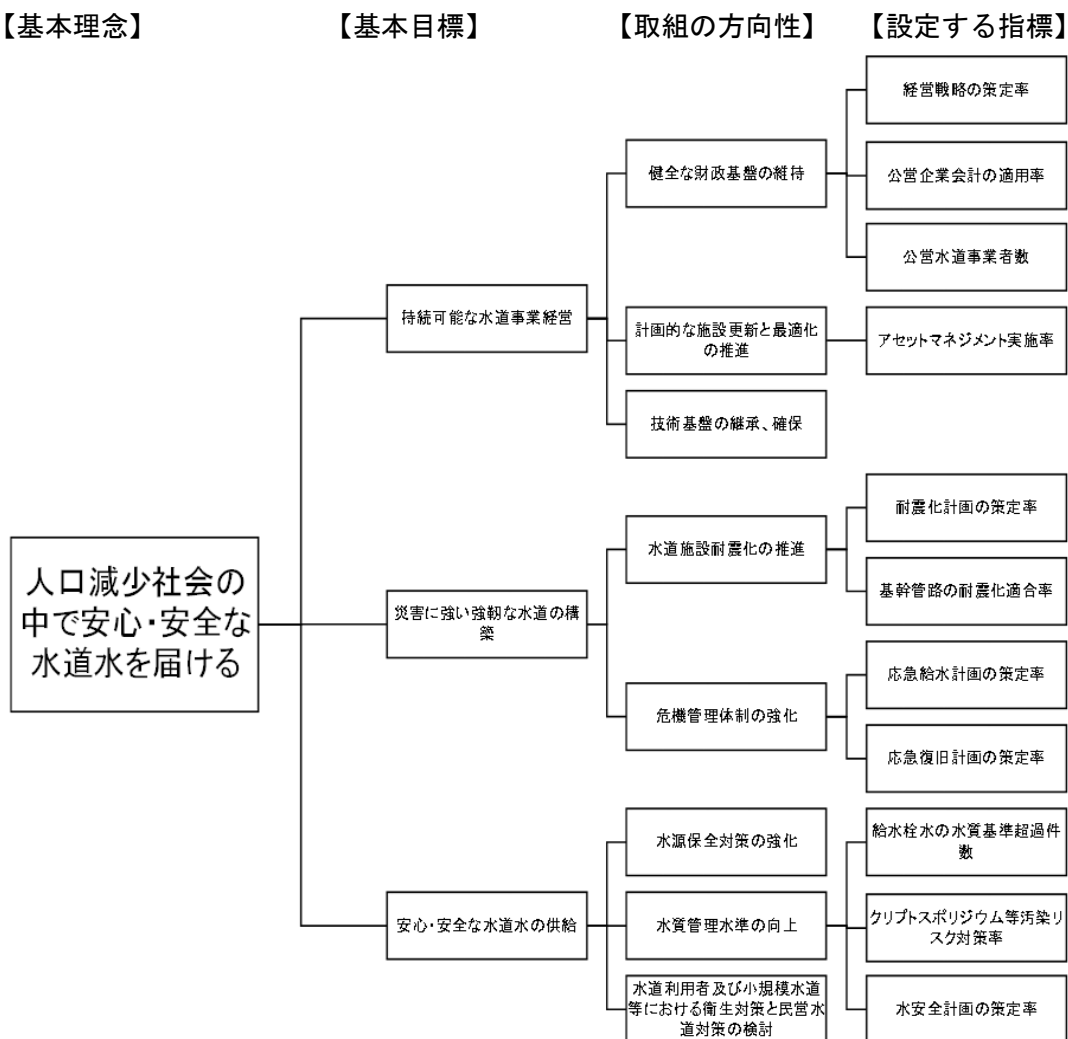 【基本理念】
【基本目標】
【取組の方向性】
【設定する指標】
人口減少社会の
中で安心・安全な
水道水を届ける
持続可能な水道事業経営
健全な財政基盤の維持
経営戦略の策定率
公営企業会計の適用率
公営水道事業者数
計画的な施設更新と最適化
の推進
アセットマネジメント実施率
技術基盤の継承、確保
災害に強い強靭な水道の構
築
水道施設耐震化の推進
耐震化計画の策定率
基幹管路の耐震化適合率
危機管理体制の強化
応急給水計画の策定率
応急復旧計画の策定率
安心・安全な水道水の供給
水源保全対策の強化
水質管理水準の向上
給水栓水の水質基準超過件
数
クリプトスポリジウム等汚染リ
スク対策率
水安全計画の策定率
水道利用者及び小規模水道
等における衛生対策と民営水
道対策の検討